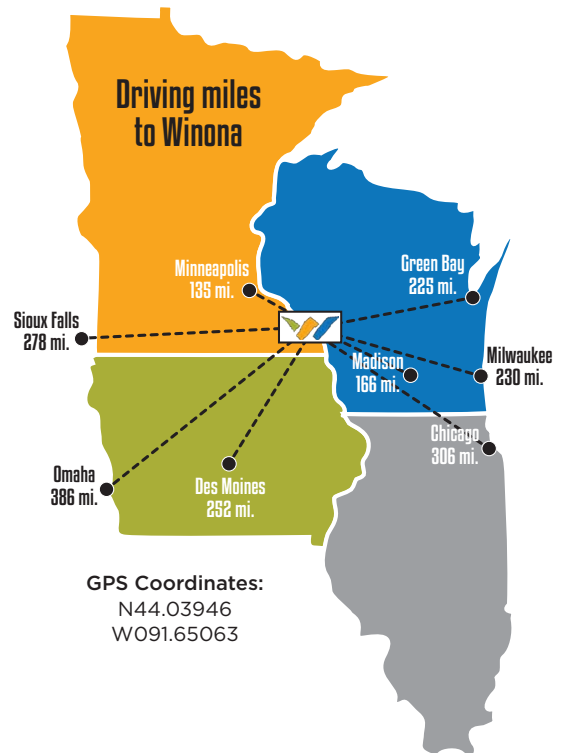 Driving miles
to Winona
Minneapolis
135 mi.
Green Bay
225 mi.
Sioux Falls
278 mi.
Madison
166 mi.
Milwaukee
230 mi.
Chicago
306 mi.
Omaha
386 mi.
Des Moines
252 mi.
GPS Coordinates:
N44.03946
W091.65063